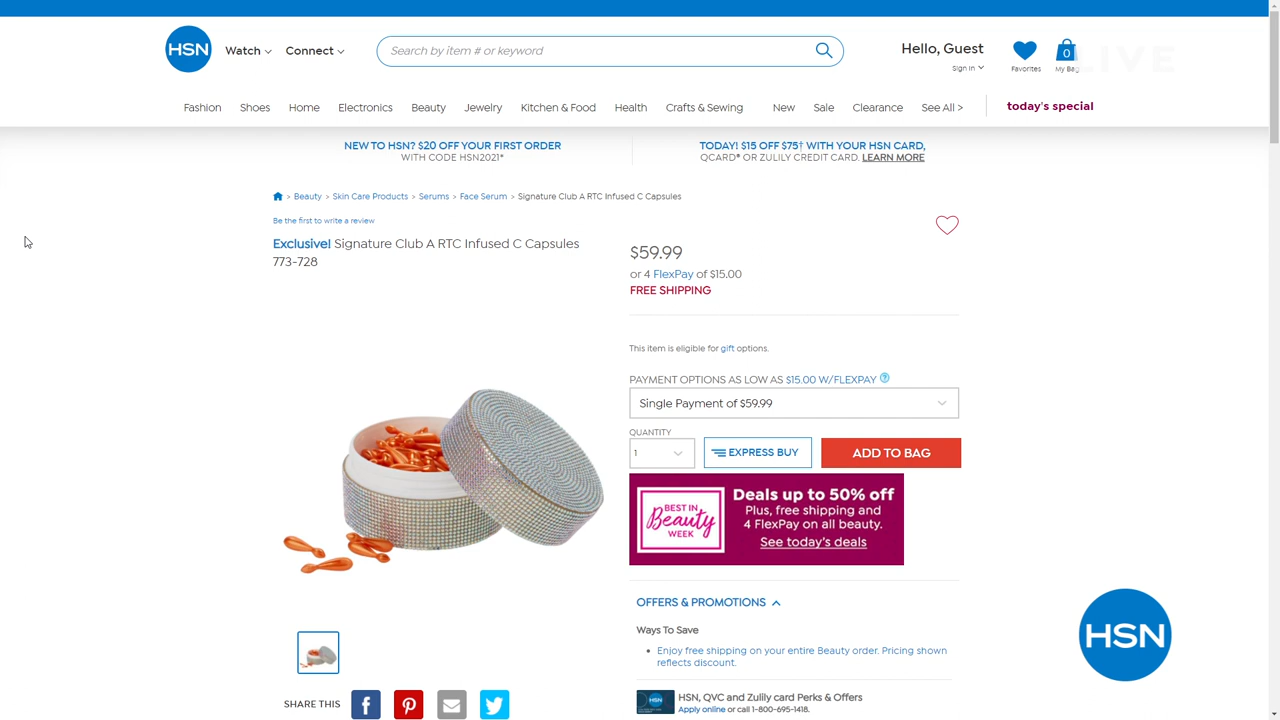 HSN
Watch
Connect
Search by item # or keyword
Hello, Guest
Sign In
Favorites
0
My Bag
LIVE
Fashion
Shoes
Home
Electronics
Beauty
Jewelry
Kitchen & Food
Health
Crafts & Sewing
New
Sale
Clearance
See All >
today's special
NEW TO HSN? $20 OFF YOUR FIRST ORDER
WITH CODE HSN2021*
TODAY! $15 OFF $75† WITH YOUR HSN CARD,
QCARD® OR ZULILY CREDIT CARD. LEARN MORE
> Beauty > Skin Care Products > Serums > Face Serum > Signature Club A RTC Infused C Capsules
Be the first to write a review
Exclusive! Signature Club A RTC Infused C Capsules
773-728
$59.99
or 4 FlexPay of $15.00
FREE SHIPPING
This item is eligible for gift options.
PAYMENT OPTIONS AS LOW AS $15.00 W/FLEXPAY ?
Single Payment of $59.99
QUANTITY
1
EXPRESS BUY
ADD TO BAG
BEST IN
Beauty
WEEK
Deals up to 50% off
Plus, free shipping and
4 FlexPay on all beauty.
See today's deals
OFFERS & PROMOTIONS
Ways To Save
• Enjoy free shipping on your entire Beauty order. Pricing shown
reflects discount.
HSN
HSN, QVC and Zulily card Perks & Offers
Apply online or call 1-800-695-1418.
SHARE THIS
HSN